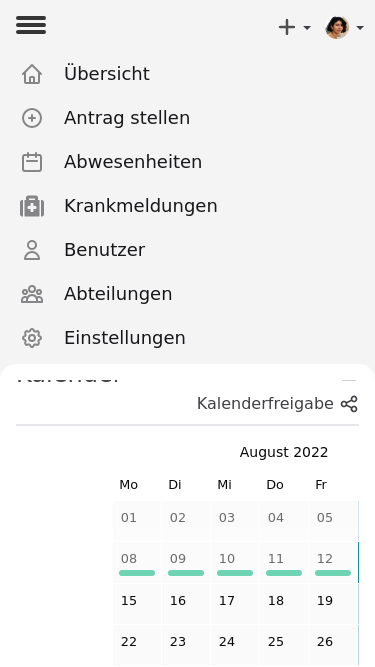 Übersicht
Antrag stellen
Abwesenheiten
Krankmeldungen
Benutzer
Abteilungen
Einstellungen
Kalender
Kalenderfreigabe
August 2022
Mo Di Mi Do Fr
01 02 03 04 05
08 09 10 11 12
15 16 17 18 19
22 23 24 25 26